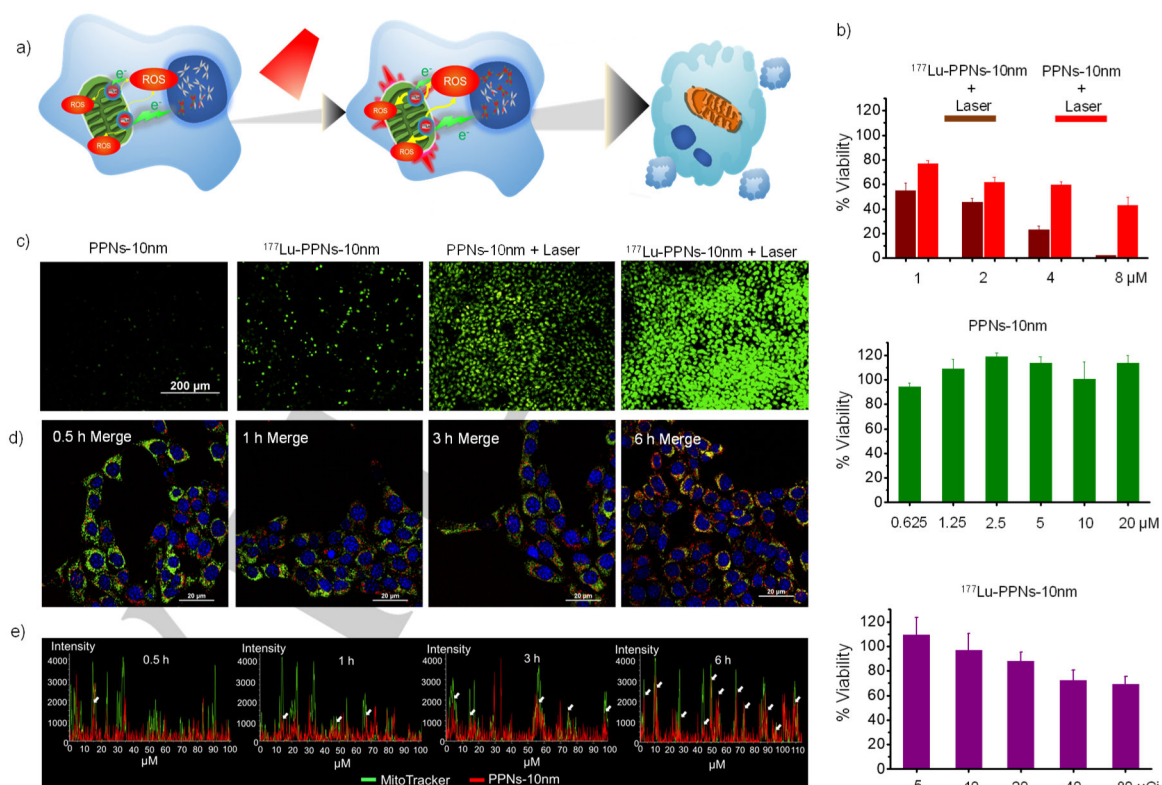 a)
e⁻
ROS
e⁻
ROS
ROS
e⁻
ROS
ROS
e⁻
ROS
b)
¹⁷⁷Lu-PPNs-10nm PPNs-10nm
+ +
Laser Laser
% Viability
120
100
80
60
40
20
0
1 2 4 8 µM
c)
PPNs-10nm ¹⁷⁷Lu-PPNs-10nm PPNs-10nm + Laser ¹⁷⁷Lu-PPNs-10nm + Laser
200 µm
PPNs-10nm
% Viability
120
100
80
60
40
20
0
0.625 1.25 2.5 5 10 20 µM
d)
0.5 h Merge 1 h Merge 3 h Merge 6 h Merge
20 µm 20 µm 20 µm 20 µm
e)
Intensity Intensity Intensity Intensity
0.5 h 1 h 3 h 6 h
4000 4000 4000 4000
3000 3000 3000 3000
2000 2000 2000 2000
1000 1000 1000 1000
0 0 0 0
0 10 20 30 40 50 60 70 80 90 100
0 10 20 30 40 50 60 70 80 90 100
0 10 20 30 40 50 60 70 80 90 100
0 10 20 30 40 50 60 70 80 90 100 110
µM µM µM µM
MitoTracker PPNs-10nm
¹⁷⁷Lu-PPNs-10nm
% Viability
120
100
80
60
40
20
0